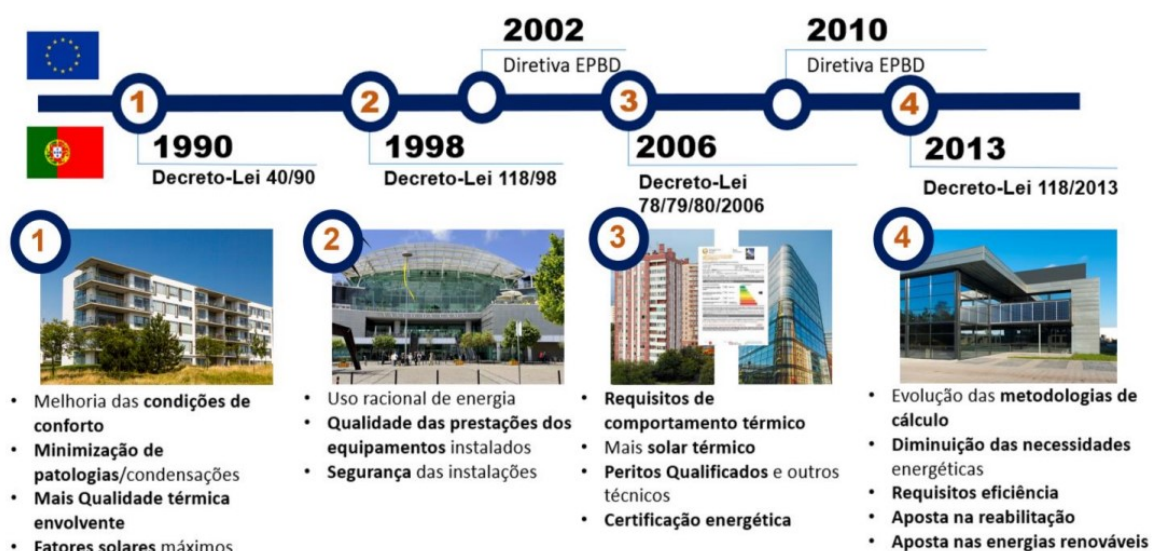 2002
Diretiva EPBD
2010
Diretiva EPBD
1
2
3
4
1990
Decreto-Lei 40/90
1998
Decreto-Lei 118/98
2006
Decreto-Lei
78/79/80/2006
2013
Decreto-Lei 118/2013
1
• Melhoria das condições de
conforto
• Minimização de
patologias/condensações
• Mais Qualidade térmica
envolvente
• Fatores solares máximos
2
• Uso racional de energia
• Qualidade das prestações dos
equipamentos instalados
• Segurança das instalações
3
• Requisitos de
comportamento térmico
• Mais solar térmico
• Peritos Qualificados e outros
técnicos
• Certificação energética
4
• Evolução das metodologias de
cálculo
• Diminuição das necessidades
energéticas
• Requisitos eficiência
• Aposta na reabilitação
• Aposta nas energias renováveis